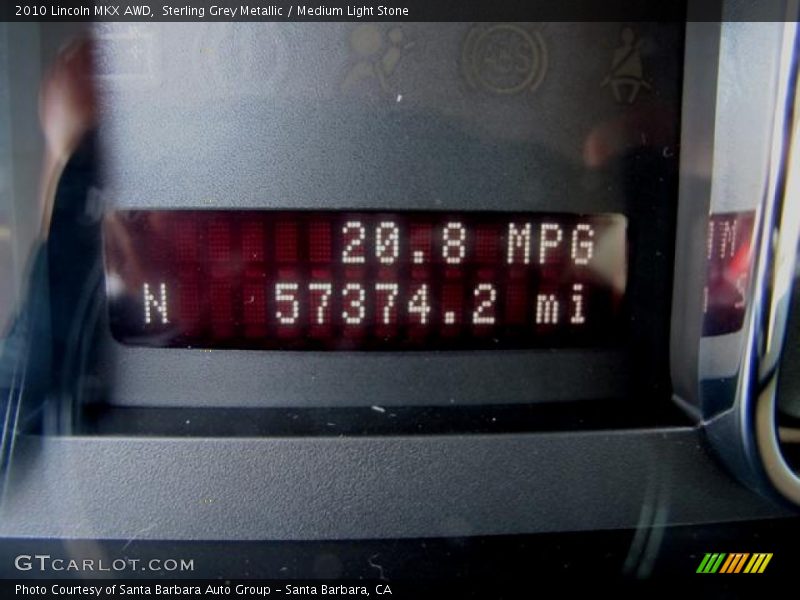 2010 Lincoln MKX AWD,  Sterling Grey Metallic / Medium Light Stone
ABS
20.8 MPG
N 57374.2 mi
GTCARLOT.COM
Photo Courtesy of Santa Barbara Auto Group - Santa Barbara, CA